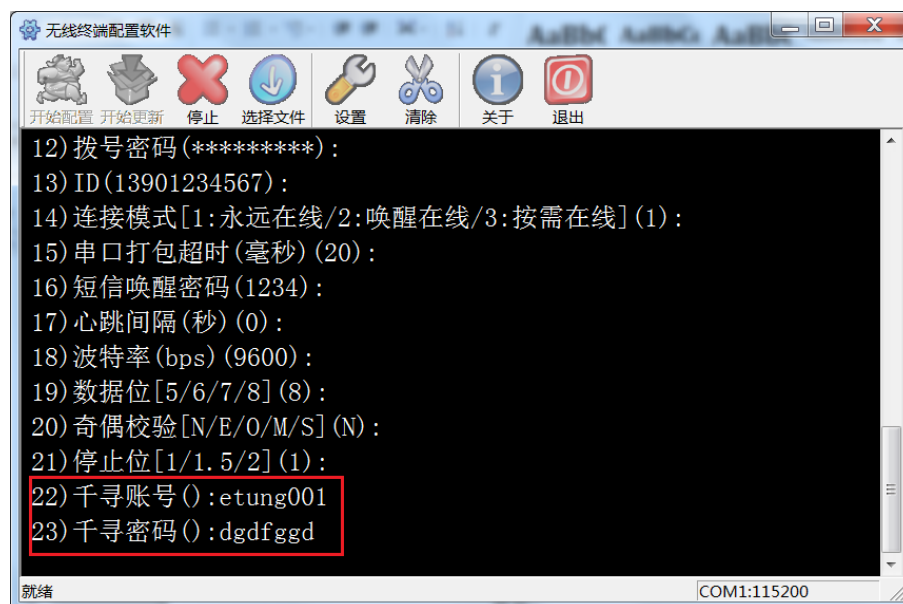 无线终端配置软件
开始配置 开始更新 停止 选择文件 设置 清除 关于 退出
12)拨号密码(*********):
13)ID(13901234567):
14)连接模式[1:永远在线/2:唤醒在线/3:按需在线](1):
15)串口打包超时(毫秒)(20):
16)短信唤醒密码(1234):
17)心跳间隔(秒)(0):
18)波特率(bps)(9600):
19)数据位[5/6/7/8](8):
20)奇偶校验[N/E/O/M/S](N):
21)停止位[1/1.5/2](1):
22)千寻账号():etung001
23)千寻密码():dgdfggd
就绪 COM1:115200